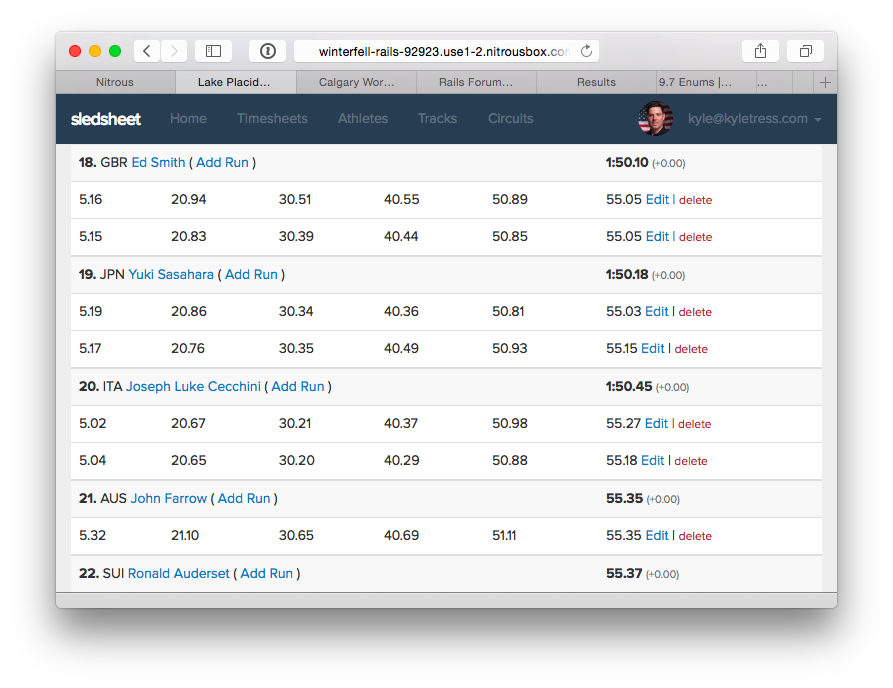 winterfell-rails-92923.use1-2.nitrousbox.com
Nitrous Lake Placid… Calgary Wor… Rails Forum… Results 9.7 Enums |… …
sledsheet Home Timesheets Athletes Tracks Circuits kyle@kyletress.com
18. GBR Ed Smith ( Add Run ) 1:50.10 (+0.00)
5.16 20.94 30.51 40.55 50.89 55.05 Edit | delete
5.15 20.83 30.39 40.44 50.85 55.05 Edit | delete
19. JPN Yuki Sasahara ( Add Run ) 1:50.18 (+0.00)
5.19 20.86 30.34 40.36 50.81 55.03 Edit | delete
5.17 20.76 30.35 40.49 50.93 55.15 Edit | delete
20. ITA Joseph Luke Cecchini ( Add Run ) 1:50.45 (+0.00)
5.02 20.67 30.21 40.37 50.98 55.27 Edit | delete
5.04 20.65 30.20 40.29 50.88 55.18 Edit | delete
21. AUS John Farrow ( Add Run ) 55.35 (+0.00)
5.32 21.10 30.65 40.69 51.11 55.35 Edit | delete
22. SUI Ronald Auderset ( Add Run ) 55.37 (+0.00)